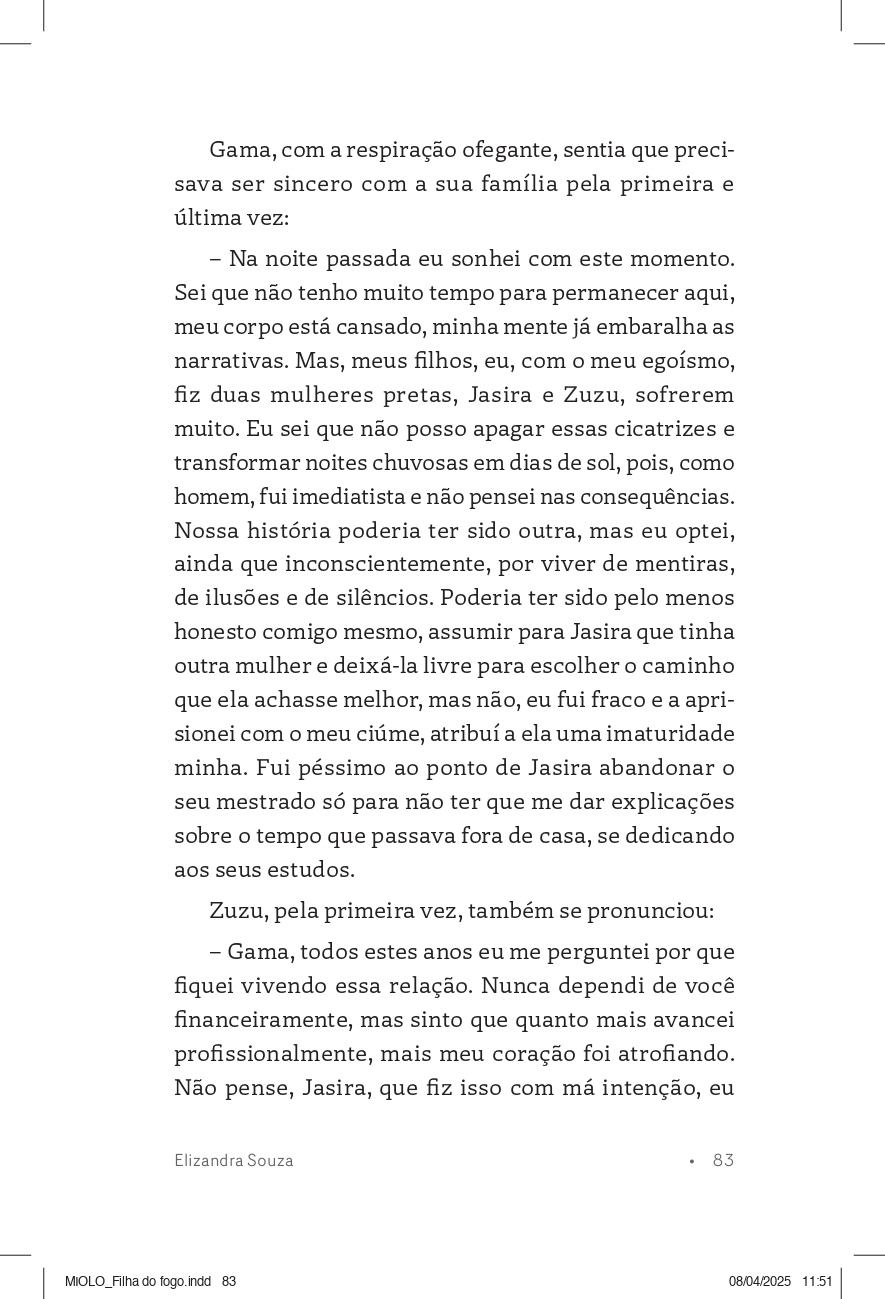 Gama, com a respiração ofegante, sentia que preci-
sava ser sincero com a sua família pela primeira e
última vez:
– Na noite passada eu sonhei com este momento.
Sei que não tenho muito tempo para permanecer aqui,
meu corpo está cansado, minha mente já embaralha as
narrativas. Mas, meus filhos, eu, com o meu egoísmo,
fiz duas mulheres pretas, Jasira e Zuzu, sofrerem
muito. Eu sei que não posso apagar essas cicatrizes e
transformar noites chuvosas em dias de sol, pois, como
homem, fui imediatista e não pensei nas consequências.
Nossa história poderia ter sido outra, mas eu optei,
ainda que inconscientemente, por viver de mentiras,
de ilusões e de silêncios. Poderia ter sido pelo menos
honesto comigo mesmo, assumir para Jasira que tinha
outra mulher e deixá-la livre para escolher o caminho
que ela achasse melhor, mas não, eu fui fraco e a apri-
sionei com o meu ciúme, atribuí a ela uma imaturidade
minha. Fui péssimo ao ponto de Jasira abandonar o
seu mestrado só para não ter que me dar explicações
sobre o tempo que passava fora de casa, se dedicando
aos seus estudos.
Zuzu, pela primeira vez, também se pronunciou:
– Gama, todos estes anos eu me perguntei por que
fiquei vivendo essa relação. Nunca dependi de você
financeiramente, mas sinto que quanto mais avancei
profissionalmente, mais meu coração foi atrofiando.
Não pense, Jasira, que fiz isso com má intenção, eu
Elizandra Souza • 83
MIOLO_Filha do fogo.indd 83 08/04/2025 11:51